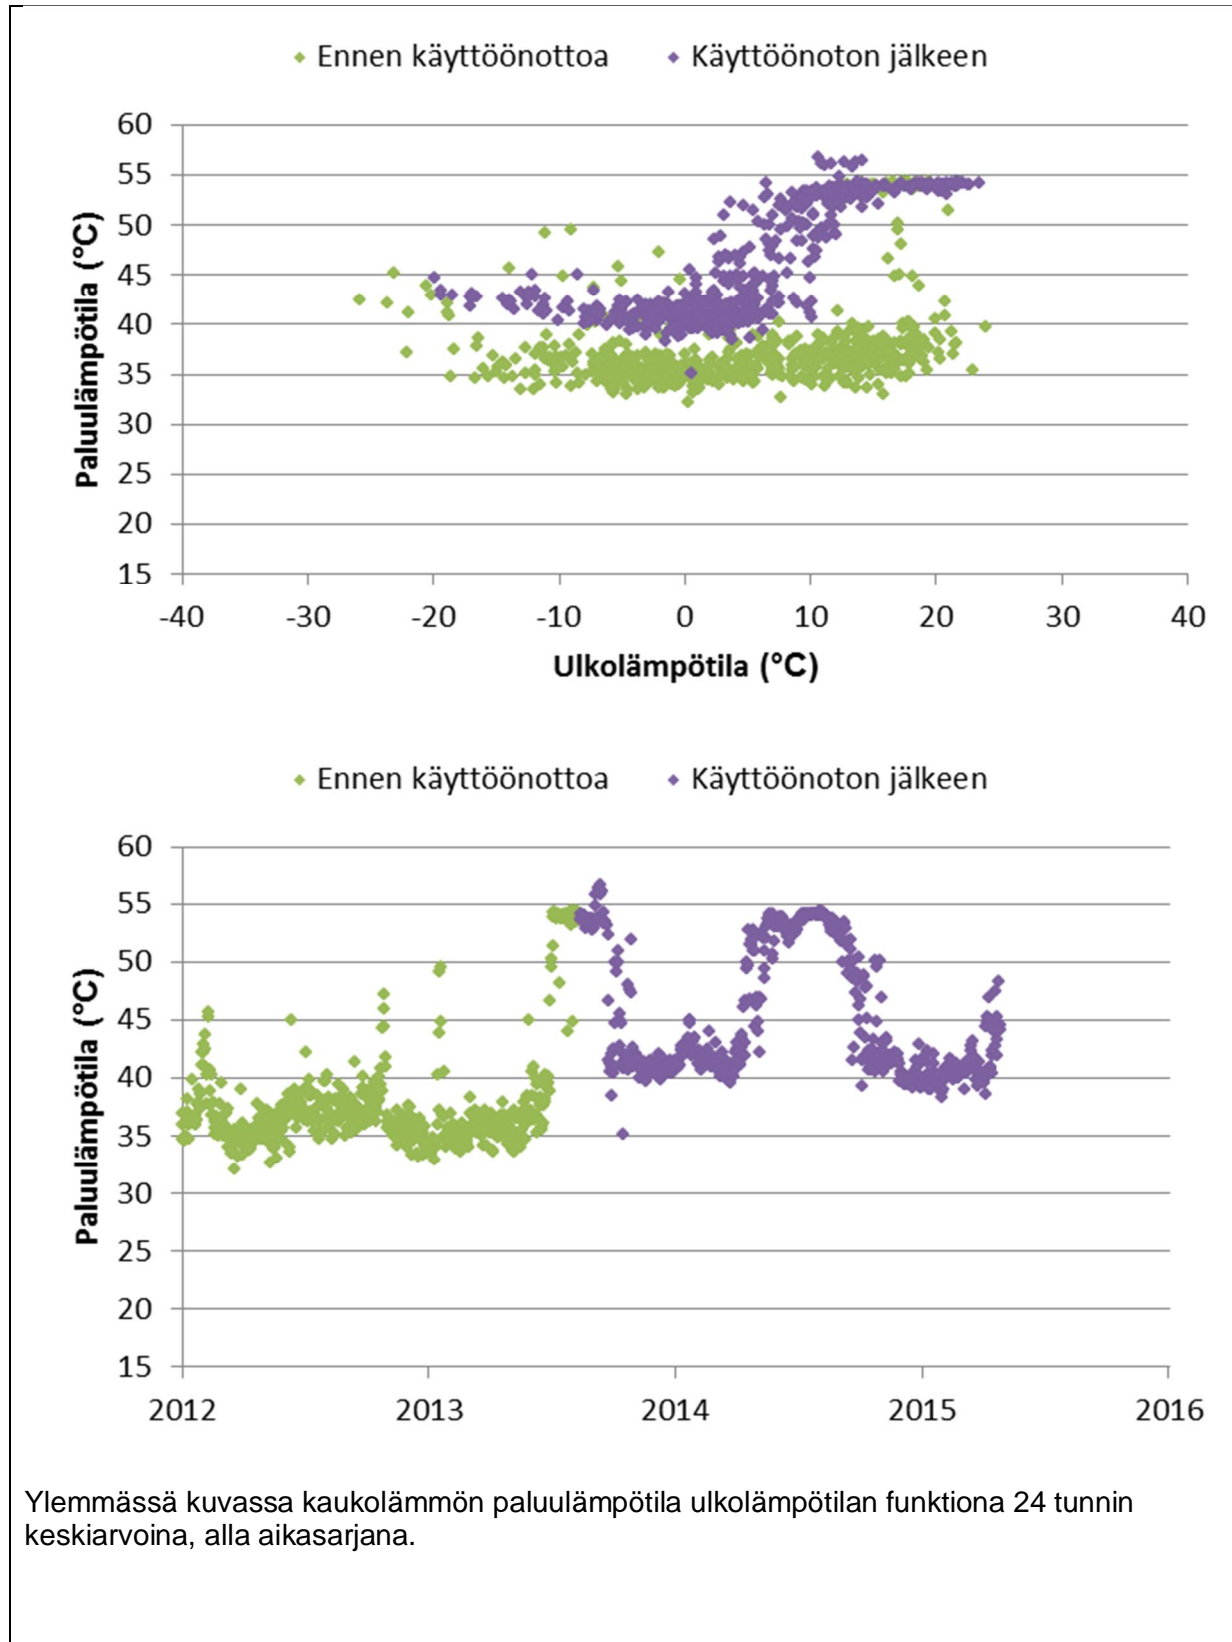 Ennen käyttöönottoa Käyttöönoton jälkeen
60
55
50
45
40
35
30
25
20
15
Paluulämpötila (°C)
-40 -30 -20 -10 0 10 20 30 40
Ulkolämpötila (°C)
Ennen käyttöönottoa Käyttöönoton jälkeen
60
55
50
45
40
35
30
25
20
15
Paluulämpötila (°C)
2012 2013 2014 2015 2016
Ylemmässä kuvassa kaukolämmön paluulämpötila ulkolämpötilan funktiona 24 tunnin
keskiarvoina, alla aikasarjana.